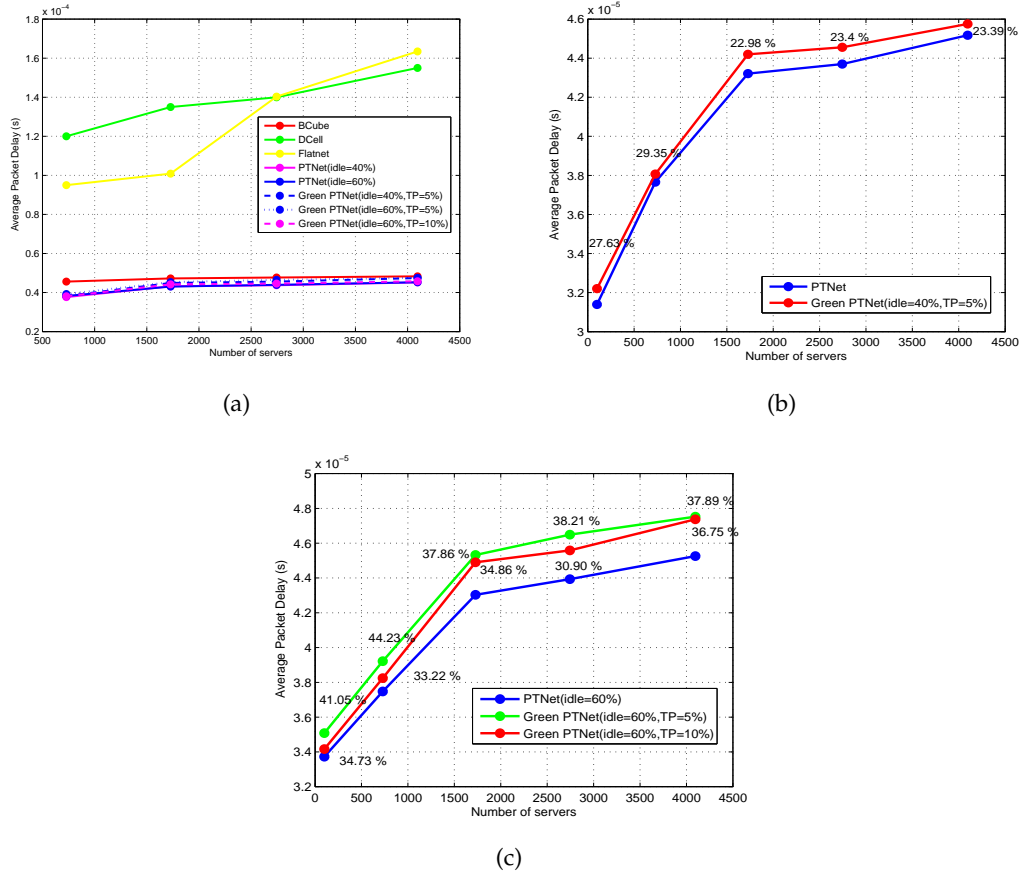 x 10⁻⁴
1.8
1.6
1.4
1.2
1
0.8
0.6
0.4
0.2
500 1000 1500 2000 2500 3000 3500 4000 4500
Number of servers
Average Packet Delay (s)
BCube
DCell
Flatnet
PTNet(idle=40%)
PTNet(idle=60%)
Green PTNet(idle=40%,TP=5%)
Green PTNet(idle=60%,TP=5%)
Green PTNet(idle=60%,TP=10%)
(a)
x 10⁻⁵
4.6
4.4
4.2
4
3.8
3.6
3.4
3.2
3
0 500 1000 1500 2000 2500 3000 3500 4000 4500
Number of servers
Average Packet Delay (s)
27.63 %
29.35 %
22.98 %
23.4 %
23.39 %
PTNet
Green PTNet(idle=40%,TP=5%)
(b)
x 10⁻⁵
5
4.8
4.6
4.4
4.2
4
3.8
3.6
3.4
3.2
0 500 1000 1500 2000 2500 3000 3500 4000 4500
Number of servers
Average Packet Delay (s)
37.89 %
38.21 %
36.75 %
37.86 %
34.86 %
30.90 %
44.23 %
33.22 %
41.05 %
34.73 %
PTNet(idle=60%)
Green PTNet(idle=60%,TP=5%)
Green PTNet(idle=60%,TP=10%)
(c)